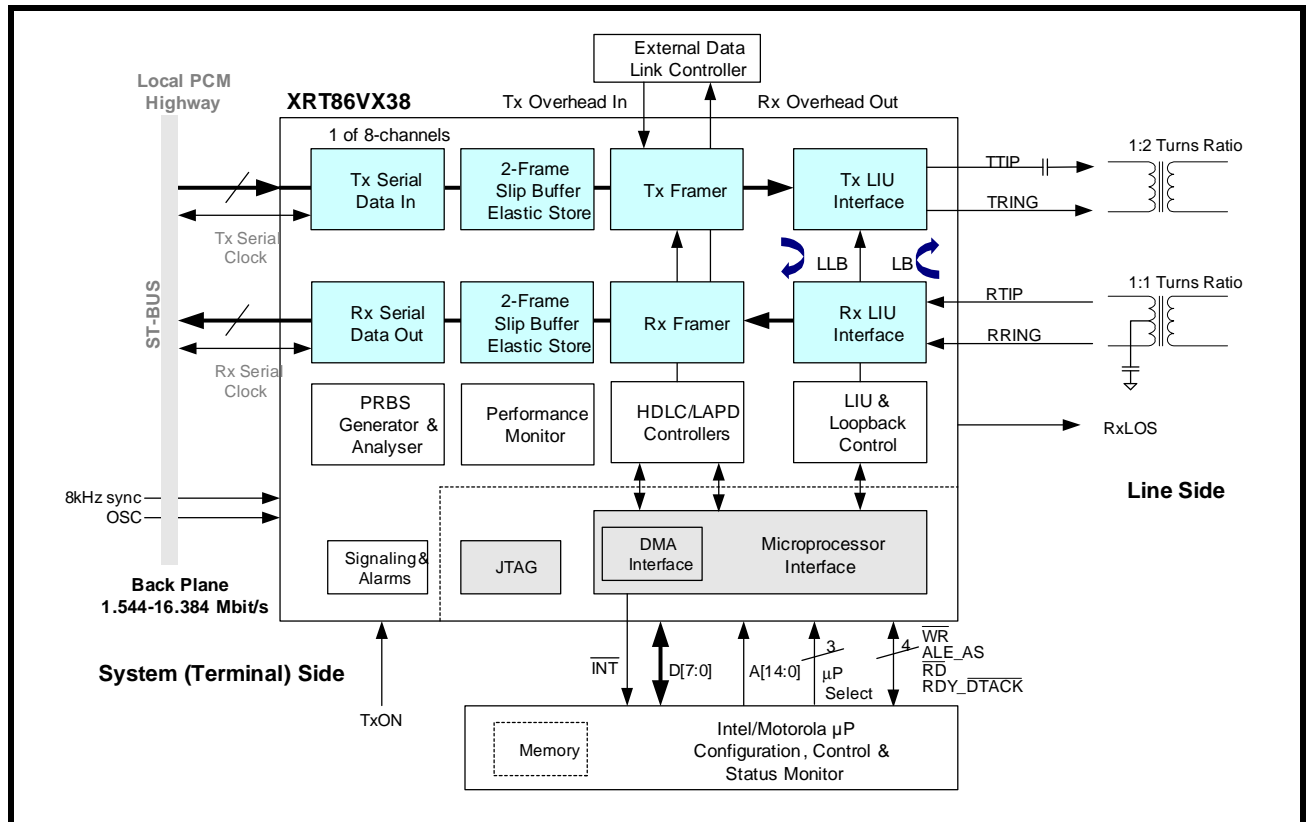 External Data
Link Controller
Local PCM
Highway
XRT86VX38
Tx Overhead In
Rx Overhead Out
1 of 8-channels
Tx Serial
Data In
2-Frame
Slip Buffer
Elastic Store
Tx Framer
Tx LIU
Interface
TTIP
TRING
1:2 Turns Ratio
Tx Serial
Clock
LLB
LB
ST-BUS
Rx Serial
Data Out
2-Frame
Slip Buffer
Elastic Store
Rx Framer
Rx LIU
Interface
RTIP
RRING
1:1 Turns Ratio
Rx Serial
Clock
PRBS
Generator &
Analyser
Performance
Monitor
HDLC/LAPD
Controllers
LIU &
Loopback
Control
RxLOS
8kHz sync
OSC
Line Side
Signaling &
Alarms
JTAG
DMA
Interface
Microprocessor
Interface
Back Plane
1.544-16.384 Mbit/s
System (Terminal) Side
TxON
INT
D[7:0]
A[14:0]
3
µP
Select
4
WR
ALE_AS
RD
RDY_DTACK
Memory
Intel/Motorola µP
Configuration, Control &
Status Monitor